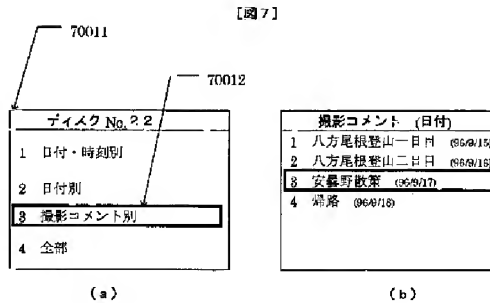 [図7]
70011
70012
ディスク No.22
1 日付・時刻別
2 日付別
3 撮影コメント別
4 全部
(a)
撮影コメント (日付)
1 八方尾根登山一日目 (96/9/15)
2 八方尾根登山二日目 (96/9/16)
3 安曇野散策 (96/9/17)
4 帰路 (96/9/18)
(b)